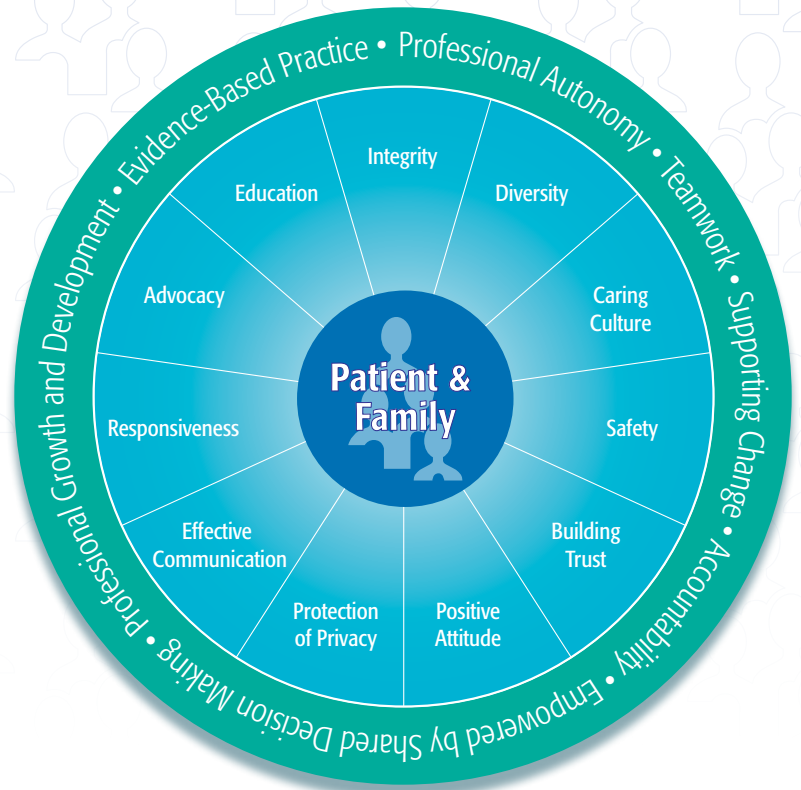 Evidence-Based Practice • Professional Autonomy • Teamwork • Supporting Change • Accountability • Empowered by Shared Decision Making • Professional Growth and Development •
Integrity
Diversity
Caring
Culture
Safety
Building
Trust
Positive
Attitude
Protection
of Privacy
Effective
Communication
Responsiveness
Advocacy
Education
Patient &
Family